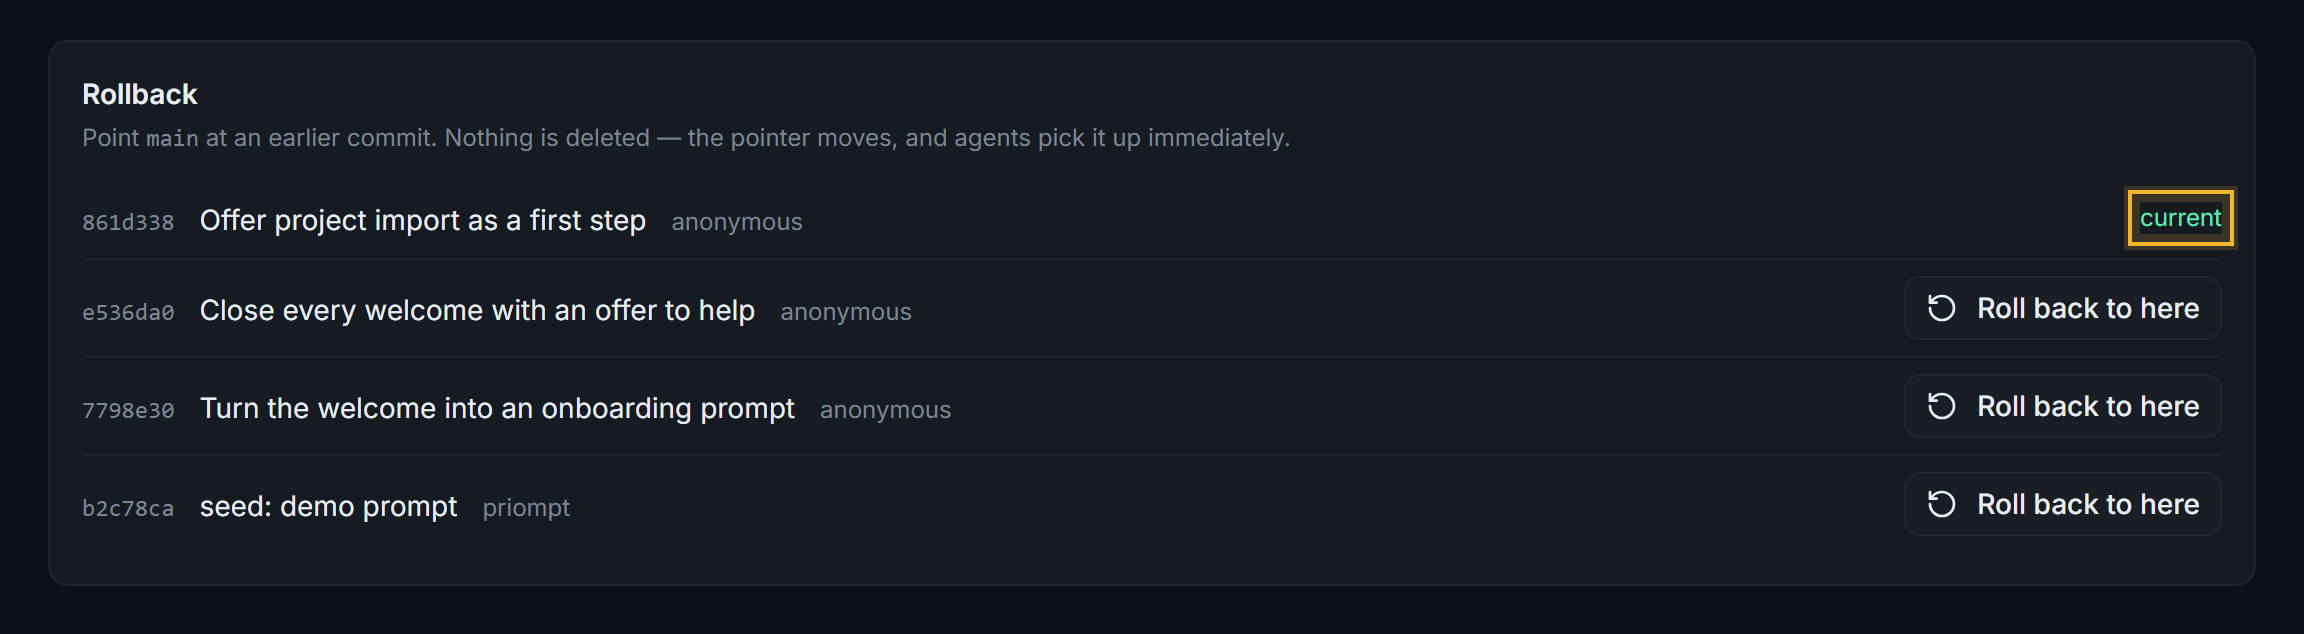 Rollback
Point main at an earlier commit. Nothing is deleted — the pointer moves, and agents pick it up immediately.
861d338 Offer project import as a first step anonymous current
e536da0 Close every welcome with an offer to help anonymous Roll back to here
7798e30 Turn the welcome into an onboarding prompt anonymous Roll back to here
b2c78ca seed: demo prompt priompt Roll back to here